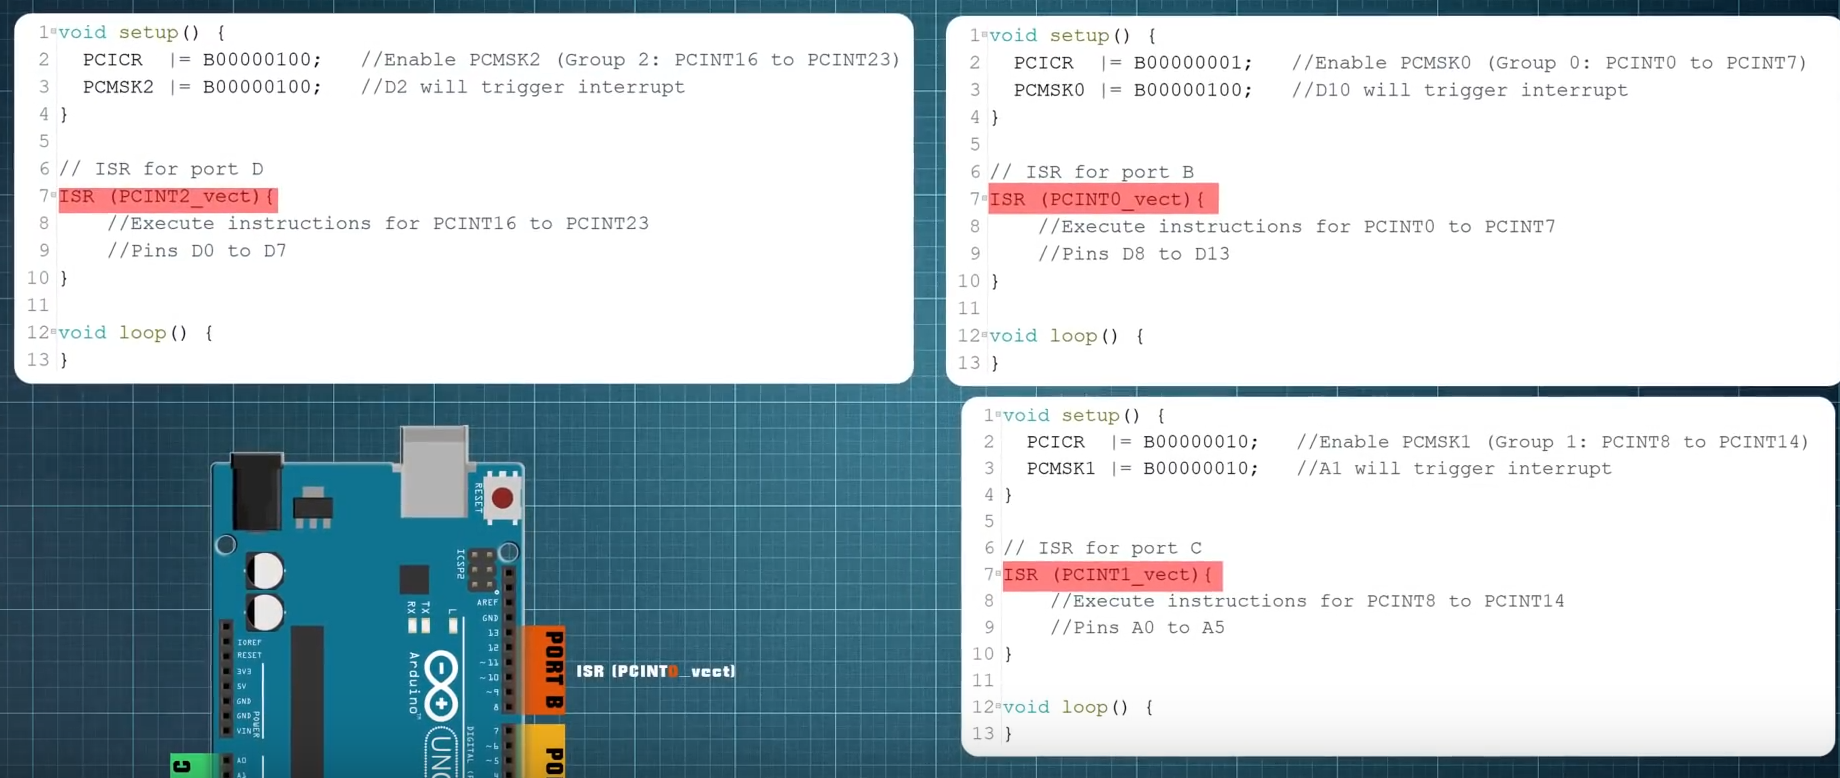 1 void setup() {
2 PCICR |= B00000100; //Enable PCMSK2 (Group 2: PCINT16 to PCINT23)
3 PCMSK2 |= B00000100; //D2 will trigger interrupt
4 }
5
6 // ISR for port D
7 ISR (PCINT2_vect){
8 //Execute instructions for PCINT16 to PCINT23
9 //Pins D0 to D7
10 }
11
12 void loop() {
13 }
1 void setup() {
2 PCICR |= B00000001; //Enable PCMSK0 (Group 0: PCINT0 to PCINT7)
3 PCMSK0 |= B00000100; //D10 will trigger interrupt
4 }
5
6 // ISR for port B
7 ISR (PCINT0_vect){
8 //Execute instructions for PCINT0 to PCINT7
9 //Pins D8 to D13
10 }
11
12 void loop() {
13 }
1 void setup() {
2 PCICR |= B00000010; //Enable PCMSK1 (Group 1: PCINT8 to PCINT14)
3 PCMSK1 |= B00000010; //A1 will trigger interrupt
4 }
5
6 // ISR for port C
7 ISR (PCINT1_vect){
8 //Execute instructions for PCINT8 to PCINT14
9 //Pins A0 to A5
10 }
11
12 void loop() {
13 }
RESET
ICSP2
AREF
GND
13
12
~11
~10
~9
8
7
~6
~5
TX
RX
L
Arduino™
UNO
DIGITAL
IOREF
RESET
3V3
5V
GND
GND
VIN
POWER
A0
A1
C
PORT B
PO
ISR (PCINT0_vect)